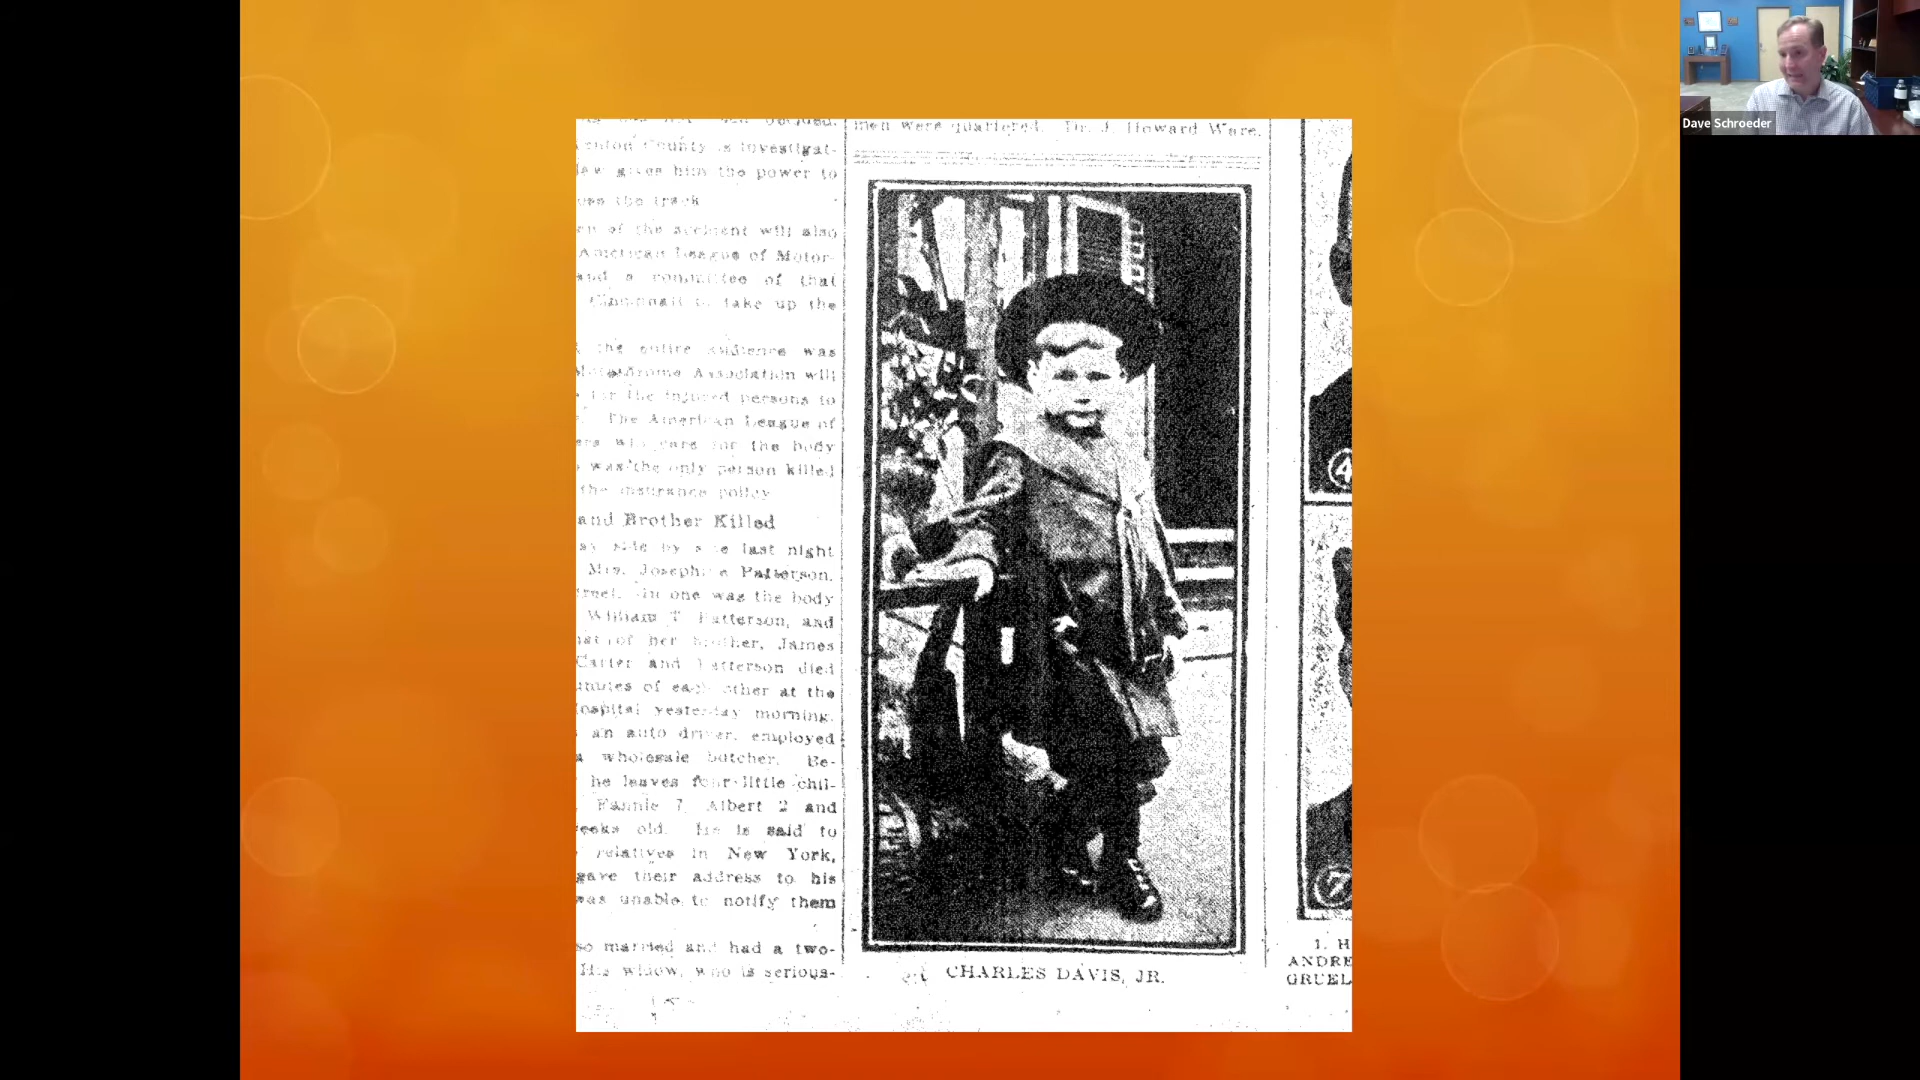 decided.
County is investigat-
gives him the power to
the track
of the accident will also
American League of Motor-
and a committee of that
Cincinnati to take up the
the entire audience was
Motordrome Association will
for the injured persons to
The American League of
care for the body
was the only person killed
the insurance policy
and Brother Killed
side by last night
Mrs. Patterson,
In one was the body
William T. Patterson, and
of her brother, James
Carter and Patterson died
of each other at the
yesterday morning.
an auto driver, employed
a wholesale butcher. Be-
he leaves four little chil-
Fannie 7, Albert 2 and
old. He is said to
relatives in New York,
gave their address to his
was unable to notify them
married and had a two-
His widow, who is serious-
men were quartered. Dr. J. Howard Ware,
CHARLES DAVIS, JR.
4
7
1. H
ANDRE
GRUEL
Dave Schroeder